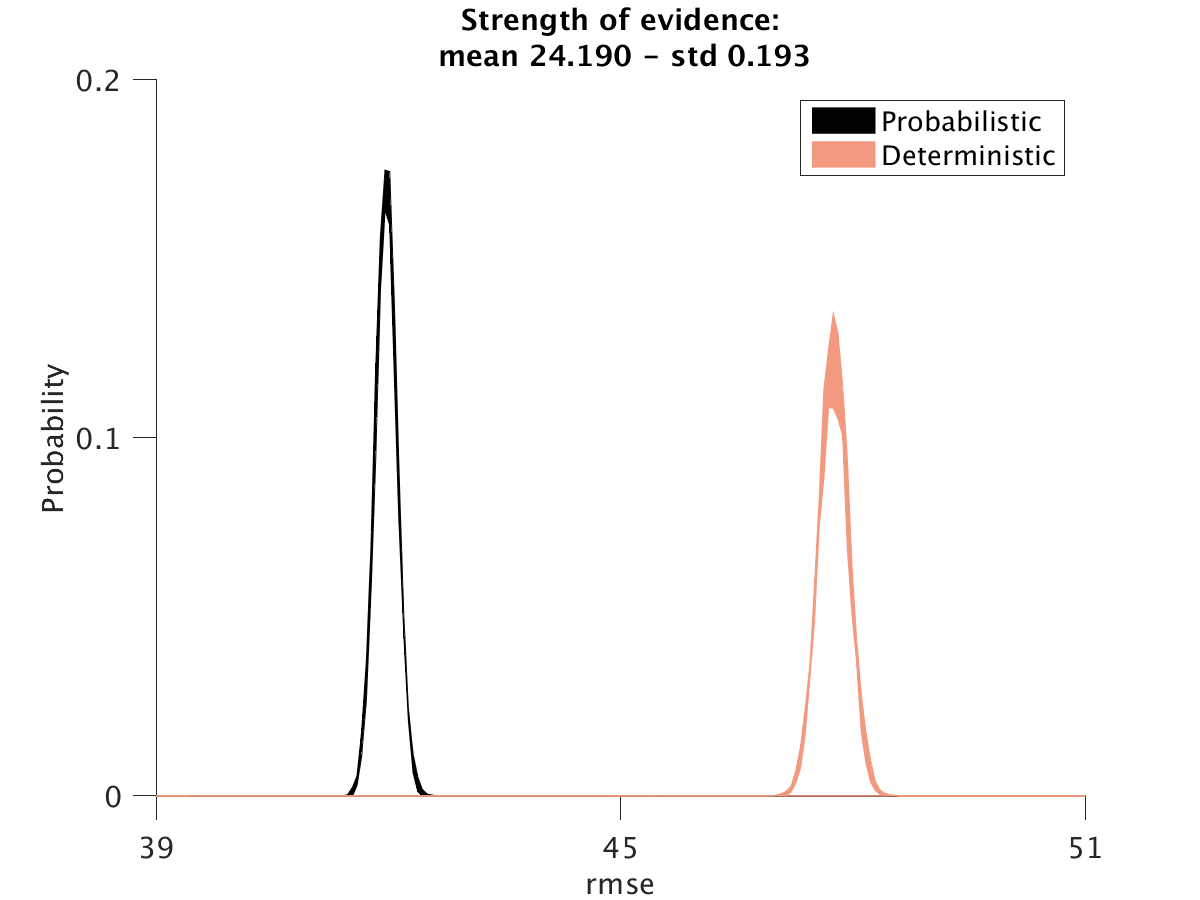 Strength of evidence:
mean 24.190 – std 0.193
0.2
Probabilistic
Deterministic
Probability
0.1
0
39
45
51
rmse